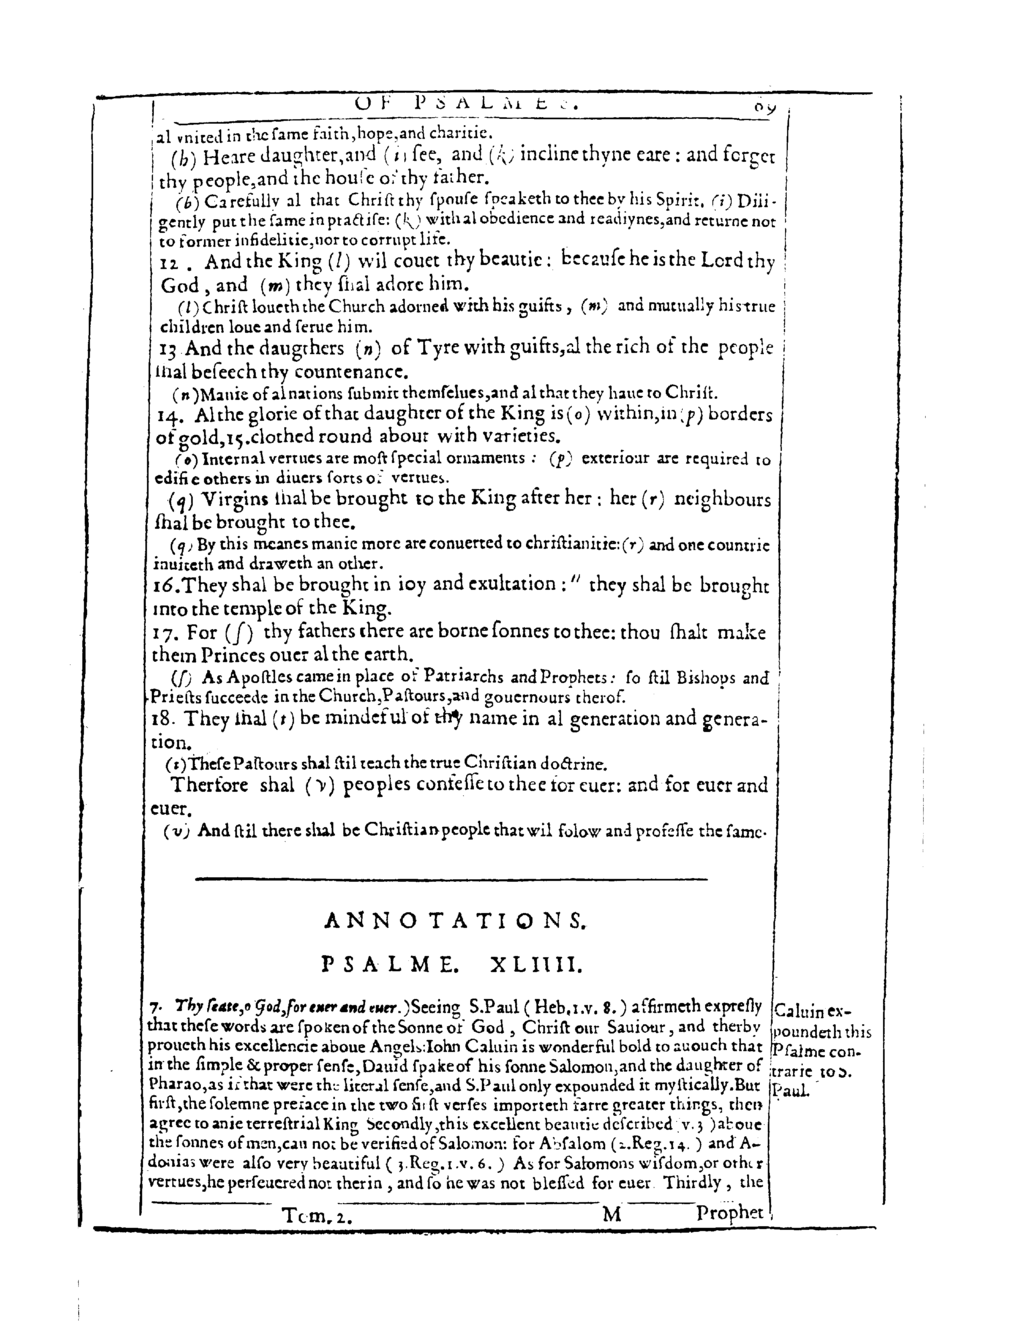 OF PSALMES. 89
al vnited in the same faith,hope,and charitie.
(h) Heare daughter,and (i) see, and (k) incline thyne eare : and forget
thy people,and the house of thy father.
(h) Carefully al that Christ thy spouse speaketh to thee by his Spirit, (i) Dili-
gently put the same in practise: (k) with al obedience and readiynes,and returne not
to former infidelitie,nor to corrupt life.
12 . And the King (l) wil couet thy beautie : because he is the Lord thy
God , and (m) they shal adore him.
(l) Christ loueth the Church adorned with his guifts , (m) and mutually his true
children loue and serue him.
13 And the daugthers (n) of Tyre with guifts,al the rich of the people
shal beseech thy countenance.
(n)Manie of al nations submit themselues,and al that they haue to Christ.
14. Al the glorie of that daughter of the King is (o) within,in (p) borders
of gold,15.clothed round about with varieties.
(o) Internal vertues are most special ornaments : (p) exteriour are required to
edifie others in diuers sorts of vertues.
(q) Virgins shal be brought to the King after her : her (r) neighbours
shal be brought to thee.
(q) By this meanes manie more are conuerted to christianitie:(r) and one countrie
inuiteth and draweth an other.
16.They shal be brought in ioy and exultation : " they shal be brought
into the temple of the King.
17. For (ſ) thy fathers there are borne sonnes to thee: thou shalt make
them Princes ouer al the earth.
(ſ) As Apostles came in place of Patriarchs and Prophets : so stil Bishops and
Priests succeede in the Church,Pastours,and gouernours therof.
18. They shal (t) be mindeful of thy name in al generation and genera-
tion.
(t)These Pastours shal stil teach the true Christian doctrine.
Therfore shal (v) peoples confesse to thee for euer: and for euer and
euer.
(v) And stil there shal be Christian people that wil folow and professe the same.
ANNOTATIONS.
PSALME. XLIIII.
7. Thy seate,o God,for euer and euer.)Seeing S.Paul ( Heb.1.v. 8. ) affirmeth expresly
that these words are spoken of the Sonne of God , Christ our Sauiour , and therby
proueth his excellencie aboue Angels:Iohn Caluin is wonderful bold to auouch that
in the simple & proper sense,Dauid spake of his sonne Salomon,and the daughter of
Pharao,as if that were the literal sense,and S.Paul only expounded it mystically.But
first,the solemne preface in the two first verses importeth farre greater things, then
agree to anie terrestrial King Secondly,this excellent beautie described v.3 )aboue
the sonnes of men,can not be verified of Salomon: for Absalom (2.Reg.14. ) and A-
donias were also very beautiful ( 3.Reg.1.v.6. ) As for Salomons wisdom,or other
vertues,he perseuered not therin , and so he was not blessed for euer. Thirdly , the
Caluin ex-
poundeth this
Psalme con-
trarie to S.
Paul.
Tom. 2. M Prophet